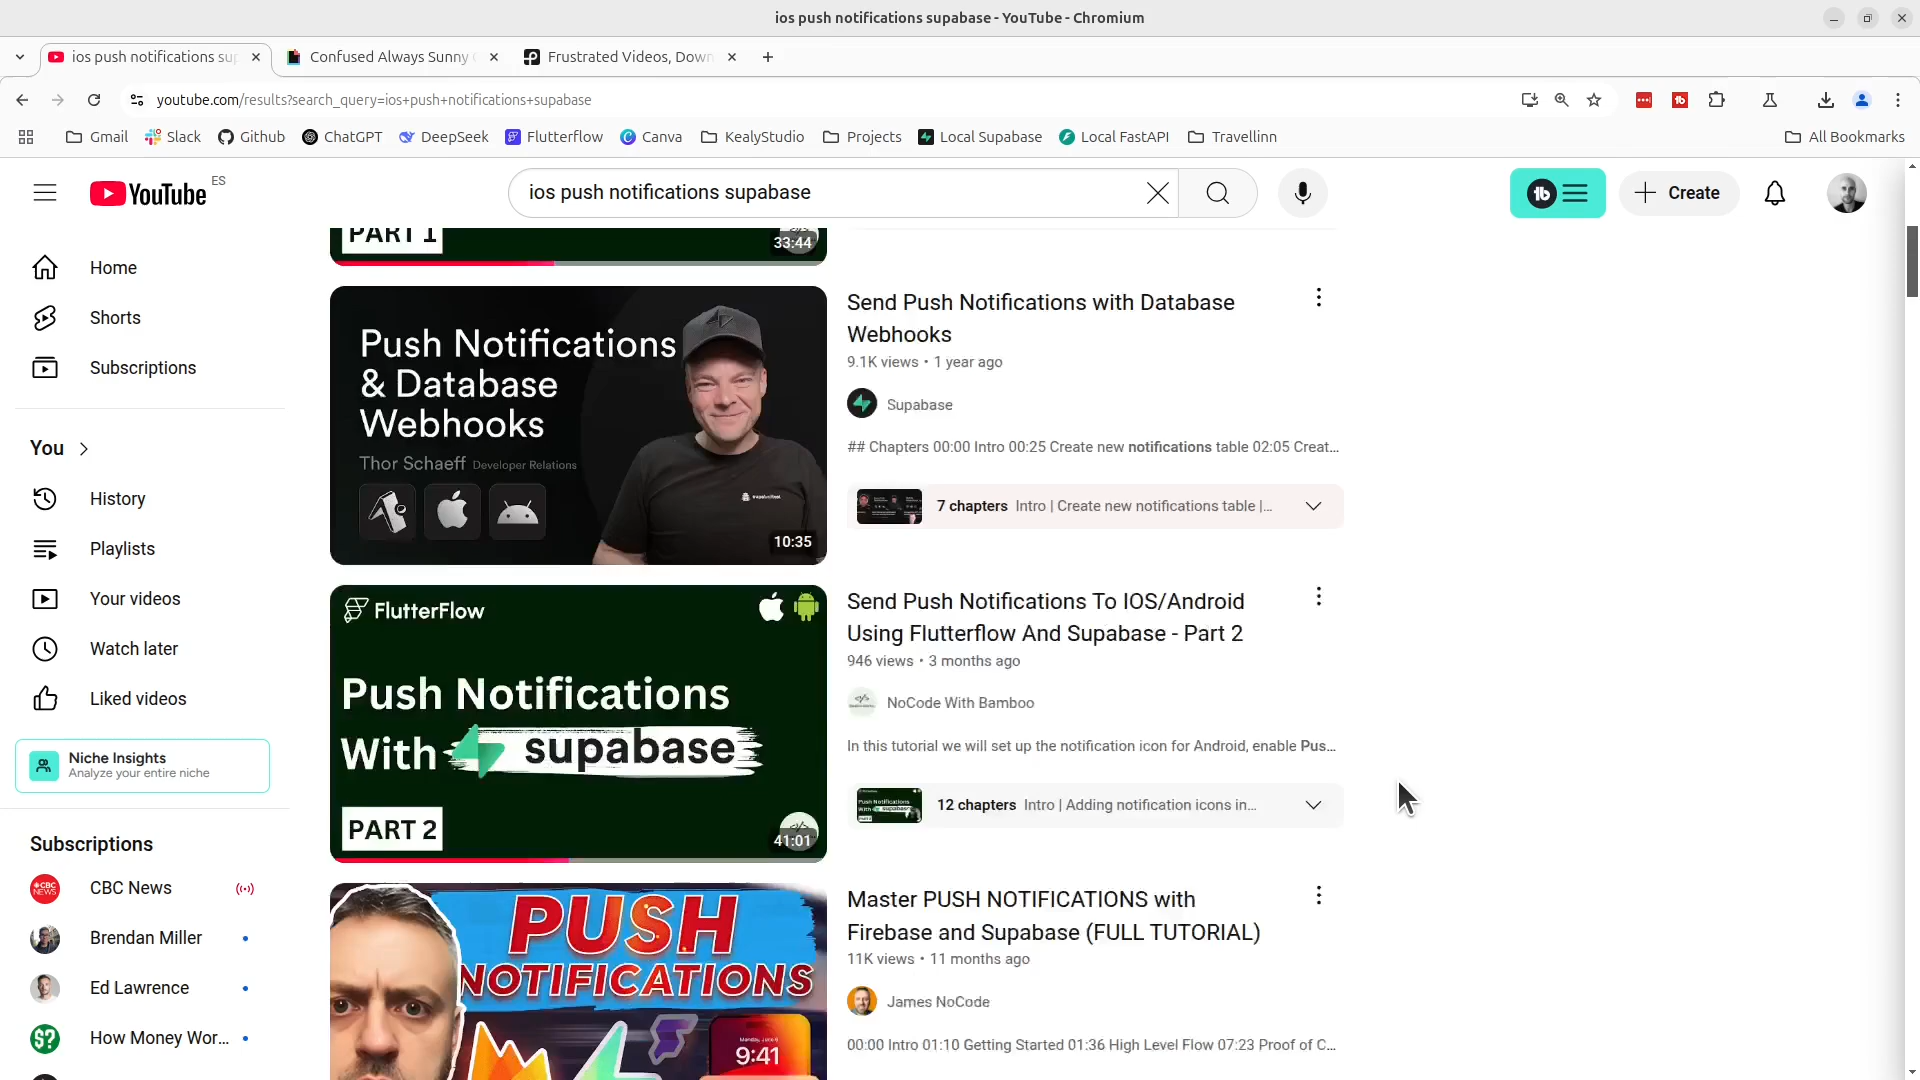 ios push notifications supabase - YouTube - Chromium
ios push notifications sup
Confused Always Sunny
Frustrated Videos, Down
youtube.com/results?search_query=ios+push+notifications+supabase
Gmail
Slack
Github
ChatGPT
DeepSeek
Flutterflow
Canva
KealyStudio
Projects
Local Supabase
Local FastAPI
Travellinn
All Bookmarks
YouTube ES
ios push notifications supabase
Create
Home
Shorts
Subscriptions
You
History
Playlists
Your videos
Watch later
Liked videos
Niche Insights
Analyze your entire niche
Subscriptions
CBC News
Brendan Miller
Ed Lawrence
How Money Wor...
PART 1
33:44
Push Notifications
& Database
Webhooks
Thor Schaeff Developer Relations
10:35
Send Push Notifications with Database
Webhooks
9.1K views • 1 year ago
Supabase
## Chapters 00:00 Intro 00:25 Create new notifications table 02:05 Creat...
7 chapters Intro | Create new notifications table |...
FlutterFlow
Push Notifications
With supabase
PART 2
41:01
Send Push Notifications To IOS/Android
Using Flutterflow And Supabase - Part 2
946 views • 3 months ago
NoCode With Bamboo
In this tutorial we will set up the notification icon for Android, enable Pus...
12 chapters Intro | Adding notification icons in...
PUSH
NOTIFICATIONS
9:41
Master PUSH NOTIFICATIONS with
Firebase and Supabase (FULL TUTORIAL)
11K views • 11 months ago
James NoCode
00:00 Intro 01:10 Getting Started 01:36 High Level Flow 07:23 Proof of C...